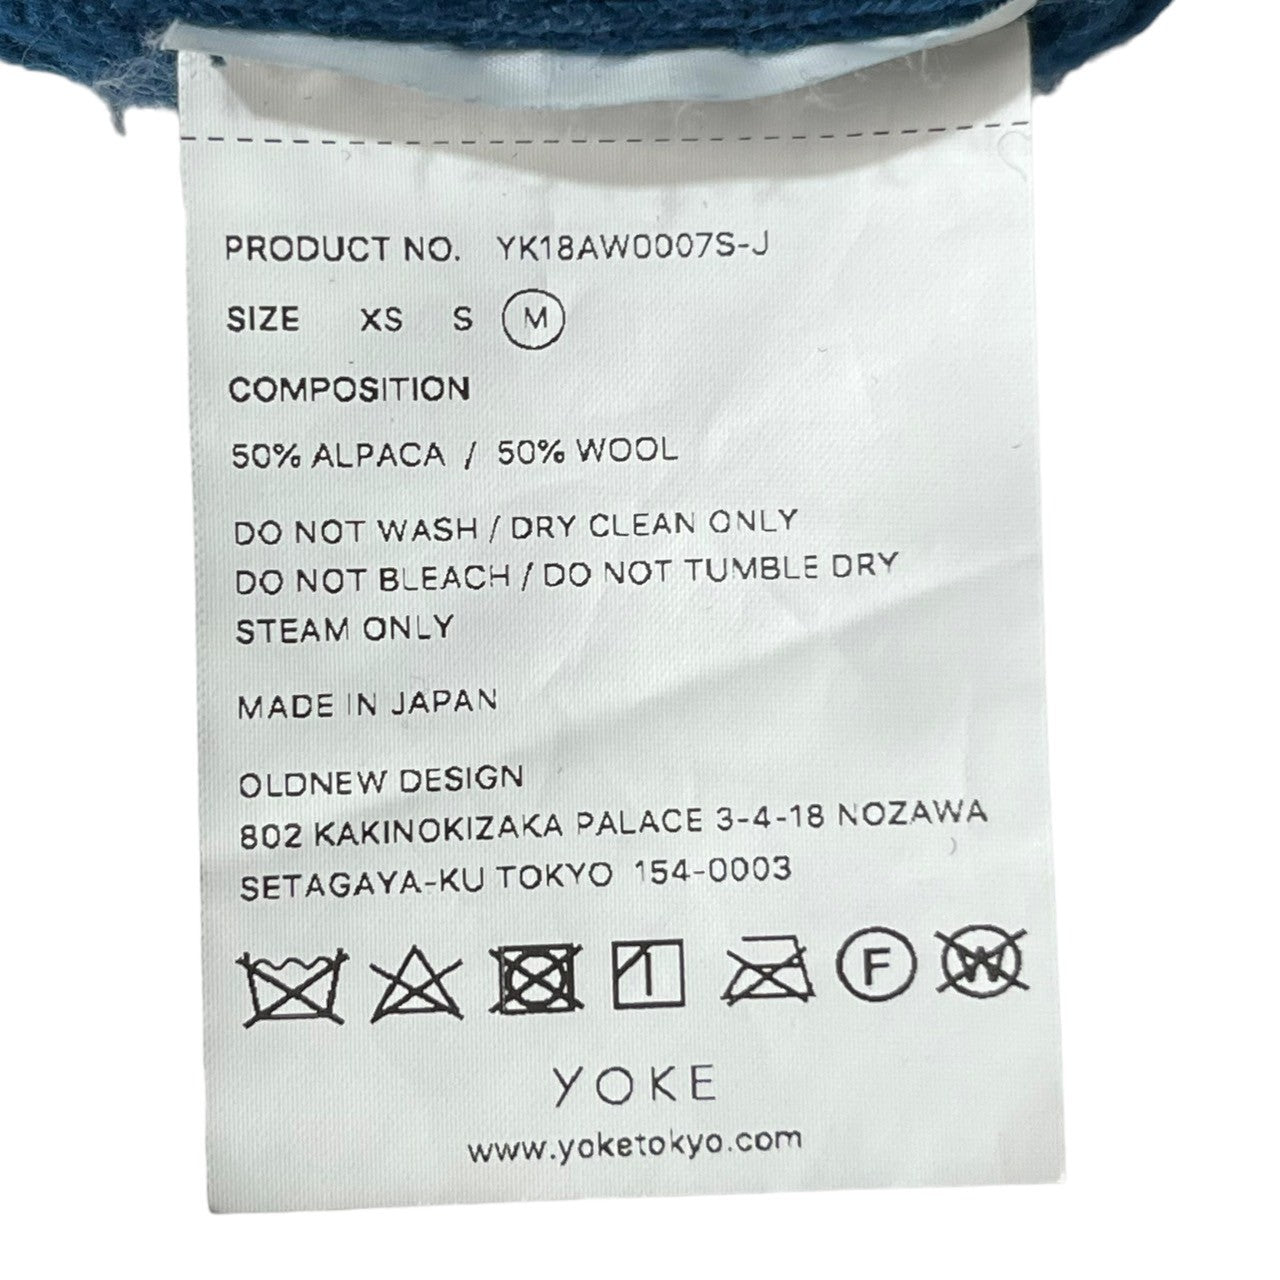 PRODUCT NO. YK18AW0007S-J
SIZE XS S M
COMPOSITION
50% ALPACA / 50% WOOL
DO NOT WASH / DRY CLEAN ONLY
DO NOT BLEACH / DO NOT TUMBLE DRY
STEAM ONLY
MADE IN JAPAN
OLDNEW DESIGN
802 KAKINOKIZAKA PALACE 3-4-18 NOZAWA
SETAGAYA-KU TOKYO 154-0003
F W
YOKE
www.yoketokyo.com